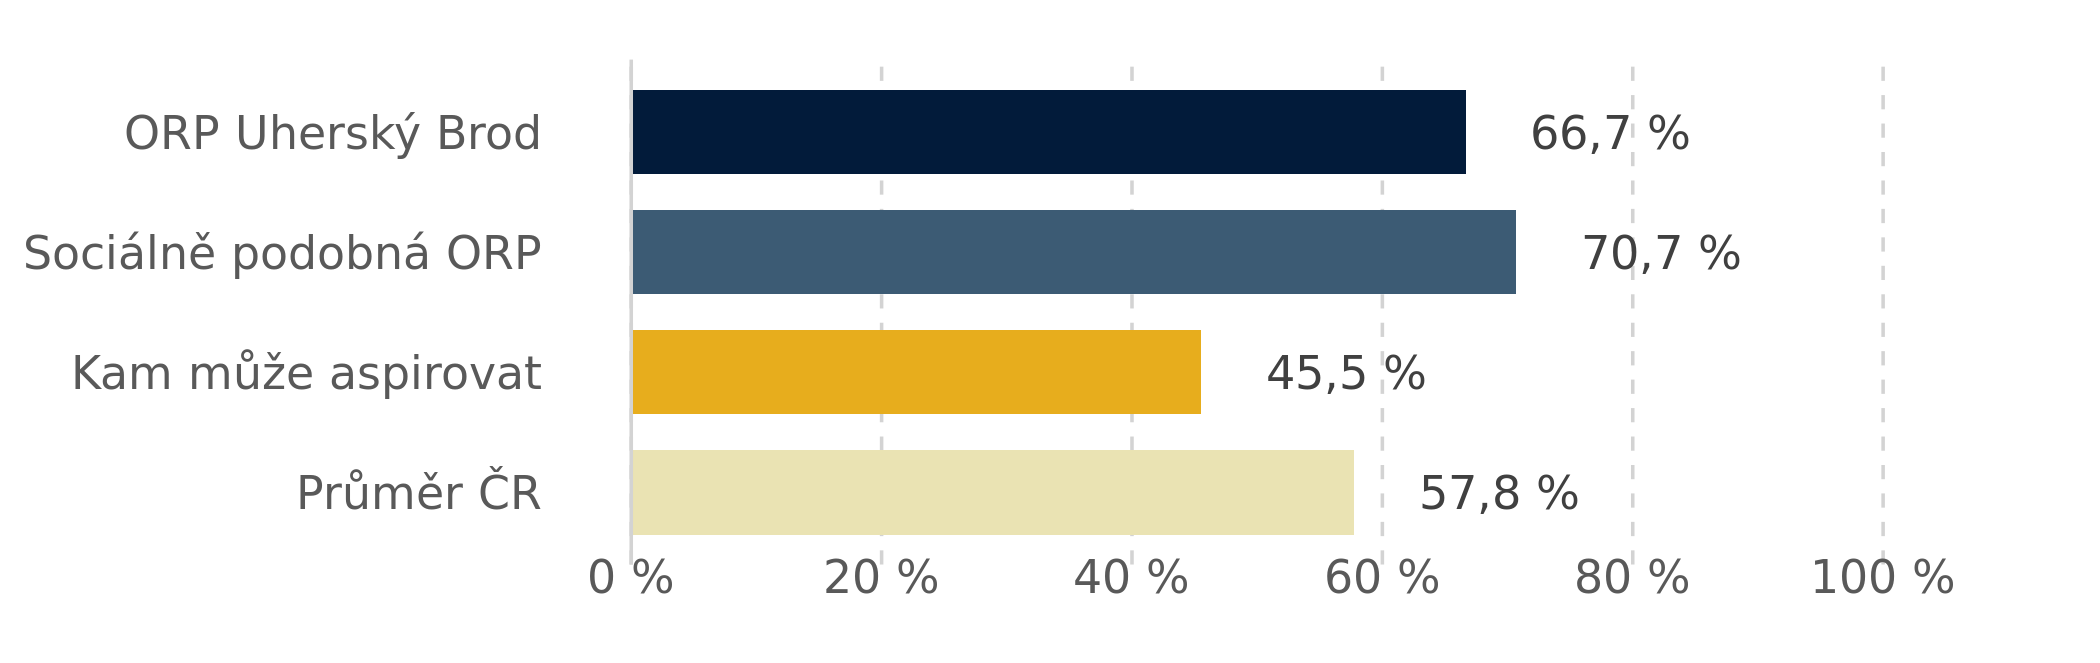 ORP Uherský Brod 66,7 %
Sociálně podobná ORP 70,7 %
Kam může aspirovat 45,5 %
Průměr ČR 57,8 %
0 % 20 % 40 % 60 % 80 % 100 %